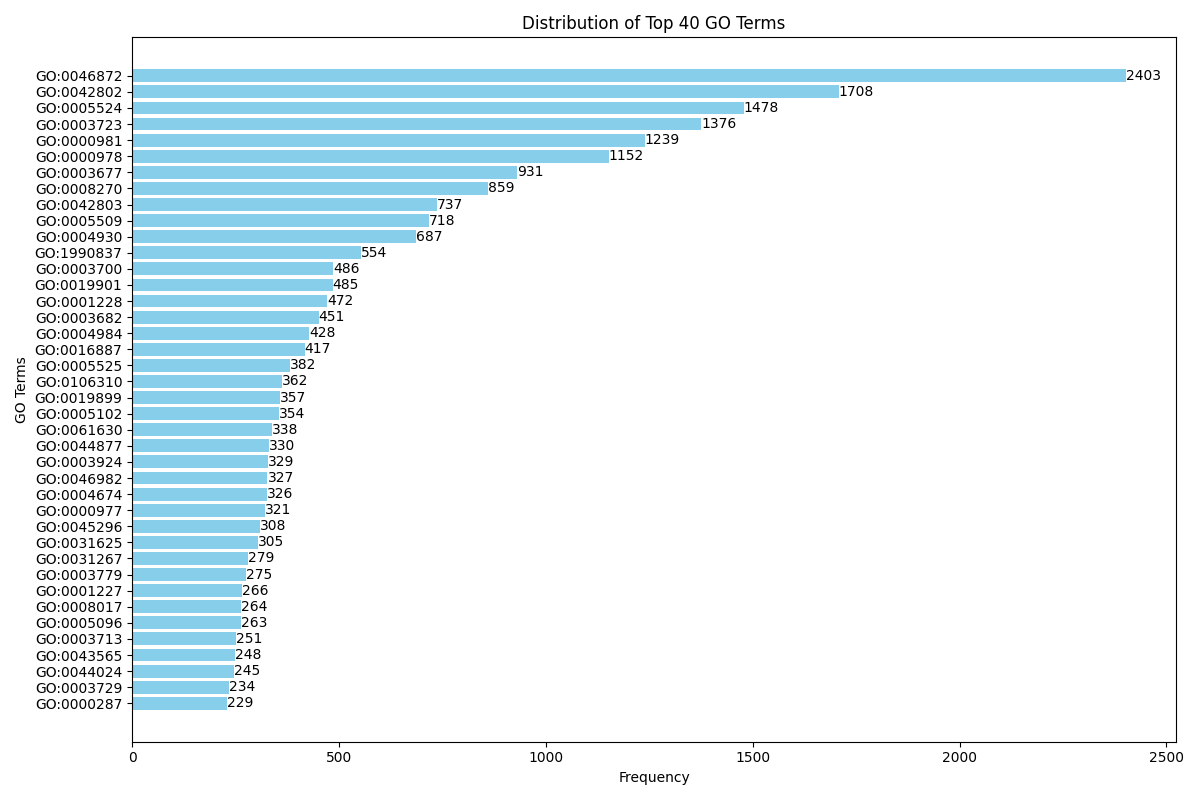 Distribution of Top 40 GO Terms
GO:0046872 2403
GO:0042802 1708
GO:0005524 1478
GO:0003723 1376
GO:0000981 1239
GO:0000978 1152
GO:0003677 931
GO:0008270 859
GO:0042803 737
GO:0005509 718
GO:0004930 687
GO:1990837 554
GO:0003700 486
GO:0019901 485
GO:0001228 472
GO:0003682 451
GO:0004984 428
GO:0016887 417
GO:0005525 382
GO:0106310 362
GO:0019899 357
GO:0005102 354
GO:0061630 338
GO:0044877 330
GO:0003924 329
GO:0046982 327
GO:0004674 326
GO:0000977 321
GO:0045296 308
GO:0031625 305
GO:0031267 279
GO:0003779 275
GO:0001227 266
GO:0008017 264
GO:0005096 263
GO:0003713 251
GO:0043565 248
GO:0044024 245
GO:0003729 234
GO:0000287 229
GO Terms
0 500 1000 1500 2000 2500
Frequency